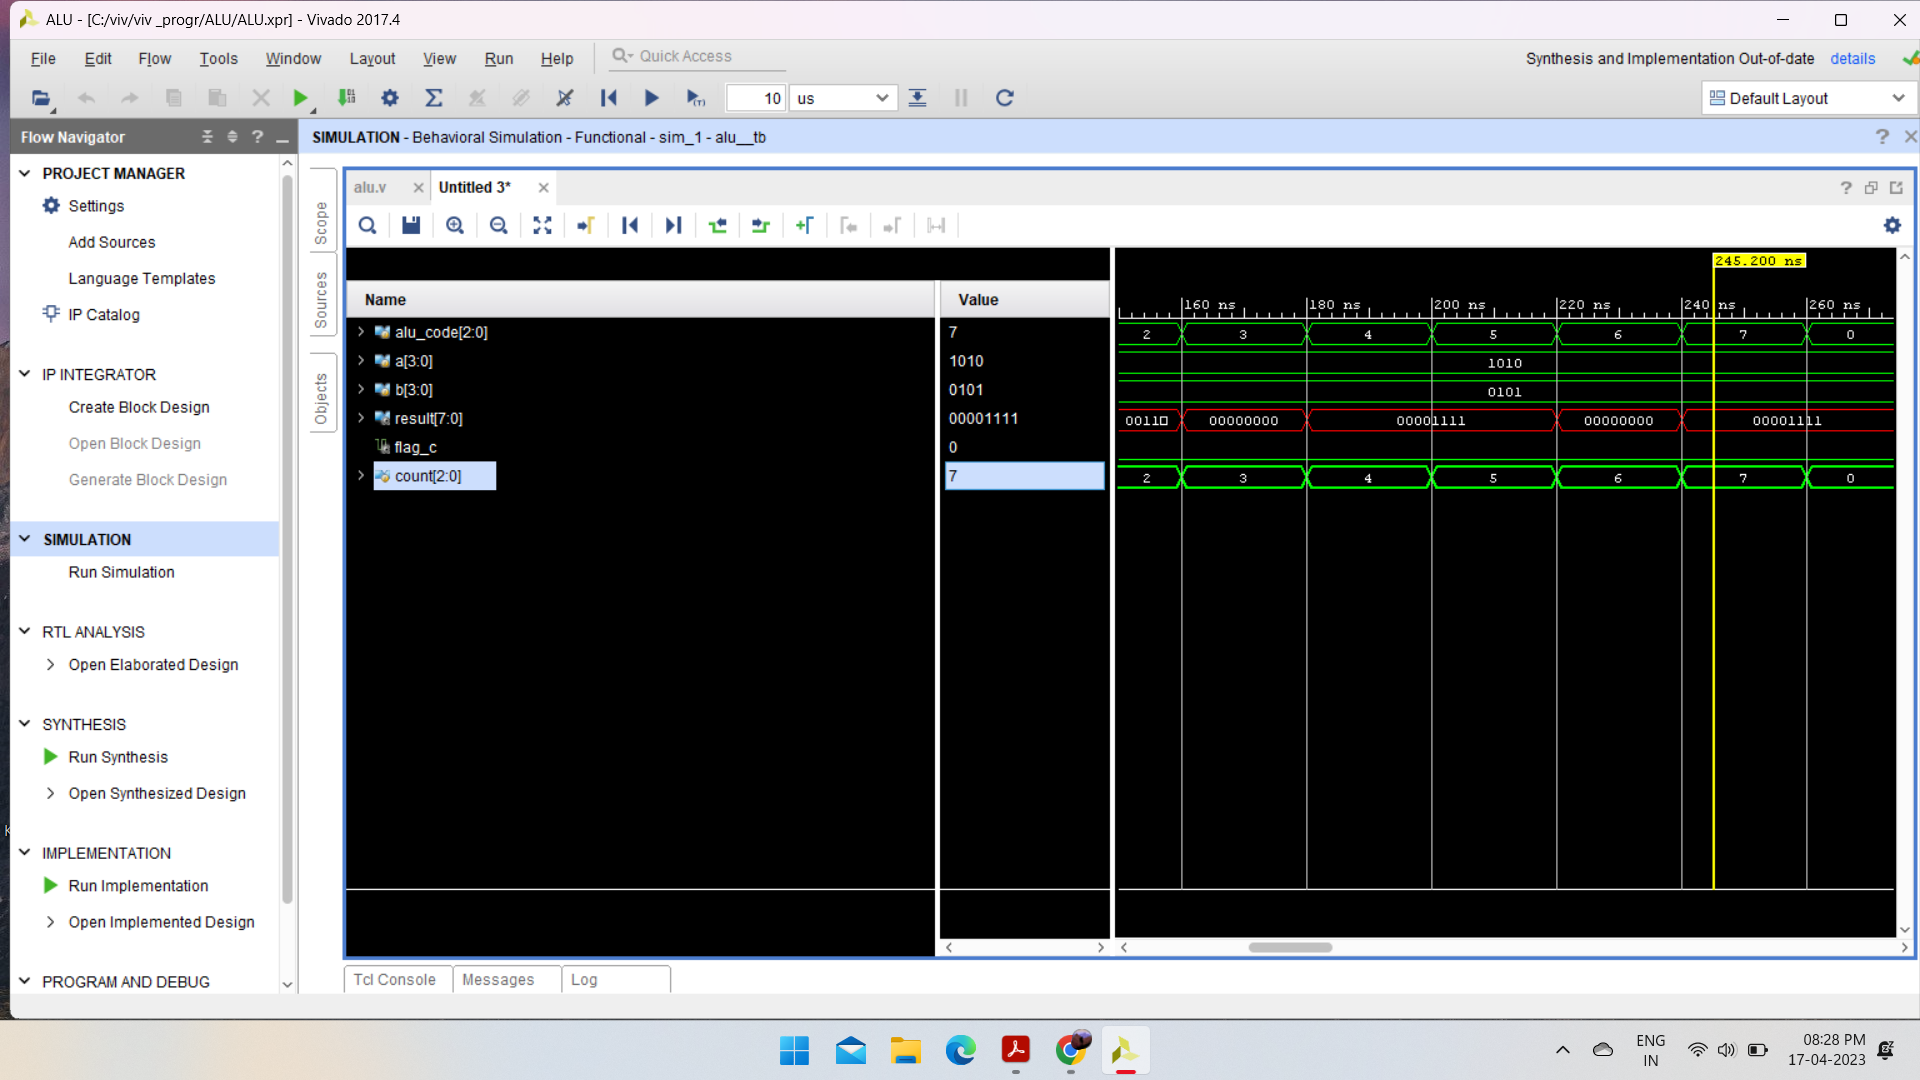 ALU - [C:/viv/viv _progr/ALU/ALU.xpr] - Vivado 2017.4
File Edit Flow Tools Window Layout View Run Help Quick Access
Synthesis and Implementation Out-of-date details
10 us
Default Layout
Flow Navigator
SIMULATION - Behavioral Simulation - Functional - sim_1 - alu__tb
PROJECT MANAGER
Settings
Add Sources
Language Templates
IP Catalog
IP INTEGRATOR
Create Block Design
Open Block Design
Generate Block Design
SIMULATION
Run Simulation
RTL ANALYSIS
Open Elaborated Design
SYNTHESIS
Run Synthesis
Open Synthesized Design
IMPLEMENTATION
Run Implementation
Open Implemented Design
PROGRAM AND DEBUG
Scope
Sources
Objects
alu.v Untitled 3*
245.200 ns
Name Value
160 ns 180 ns 200 ns 220 ns 240 ns 260 ns
alu_code[2:0] 7 2 3 4 5 6 7 0
a[3:0] 1010 1010
b[3:0] 0101 0101
result[7:0] 00001111 0011 00000000 00001111 00000000 00001111
flag_c 0
count[2:0] 7 2 3 4 5 6 7 0
Tcl Console Messages Log
ENG
IN
08:28 PM
17-04-2023